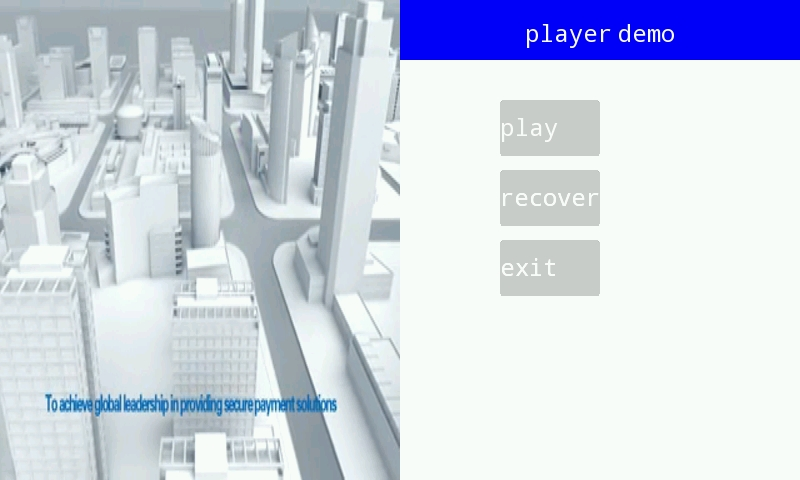 To achieve global leadership in providing secure payment solutions
player demo
play
recover
exit